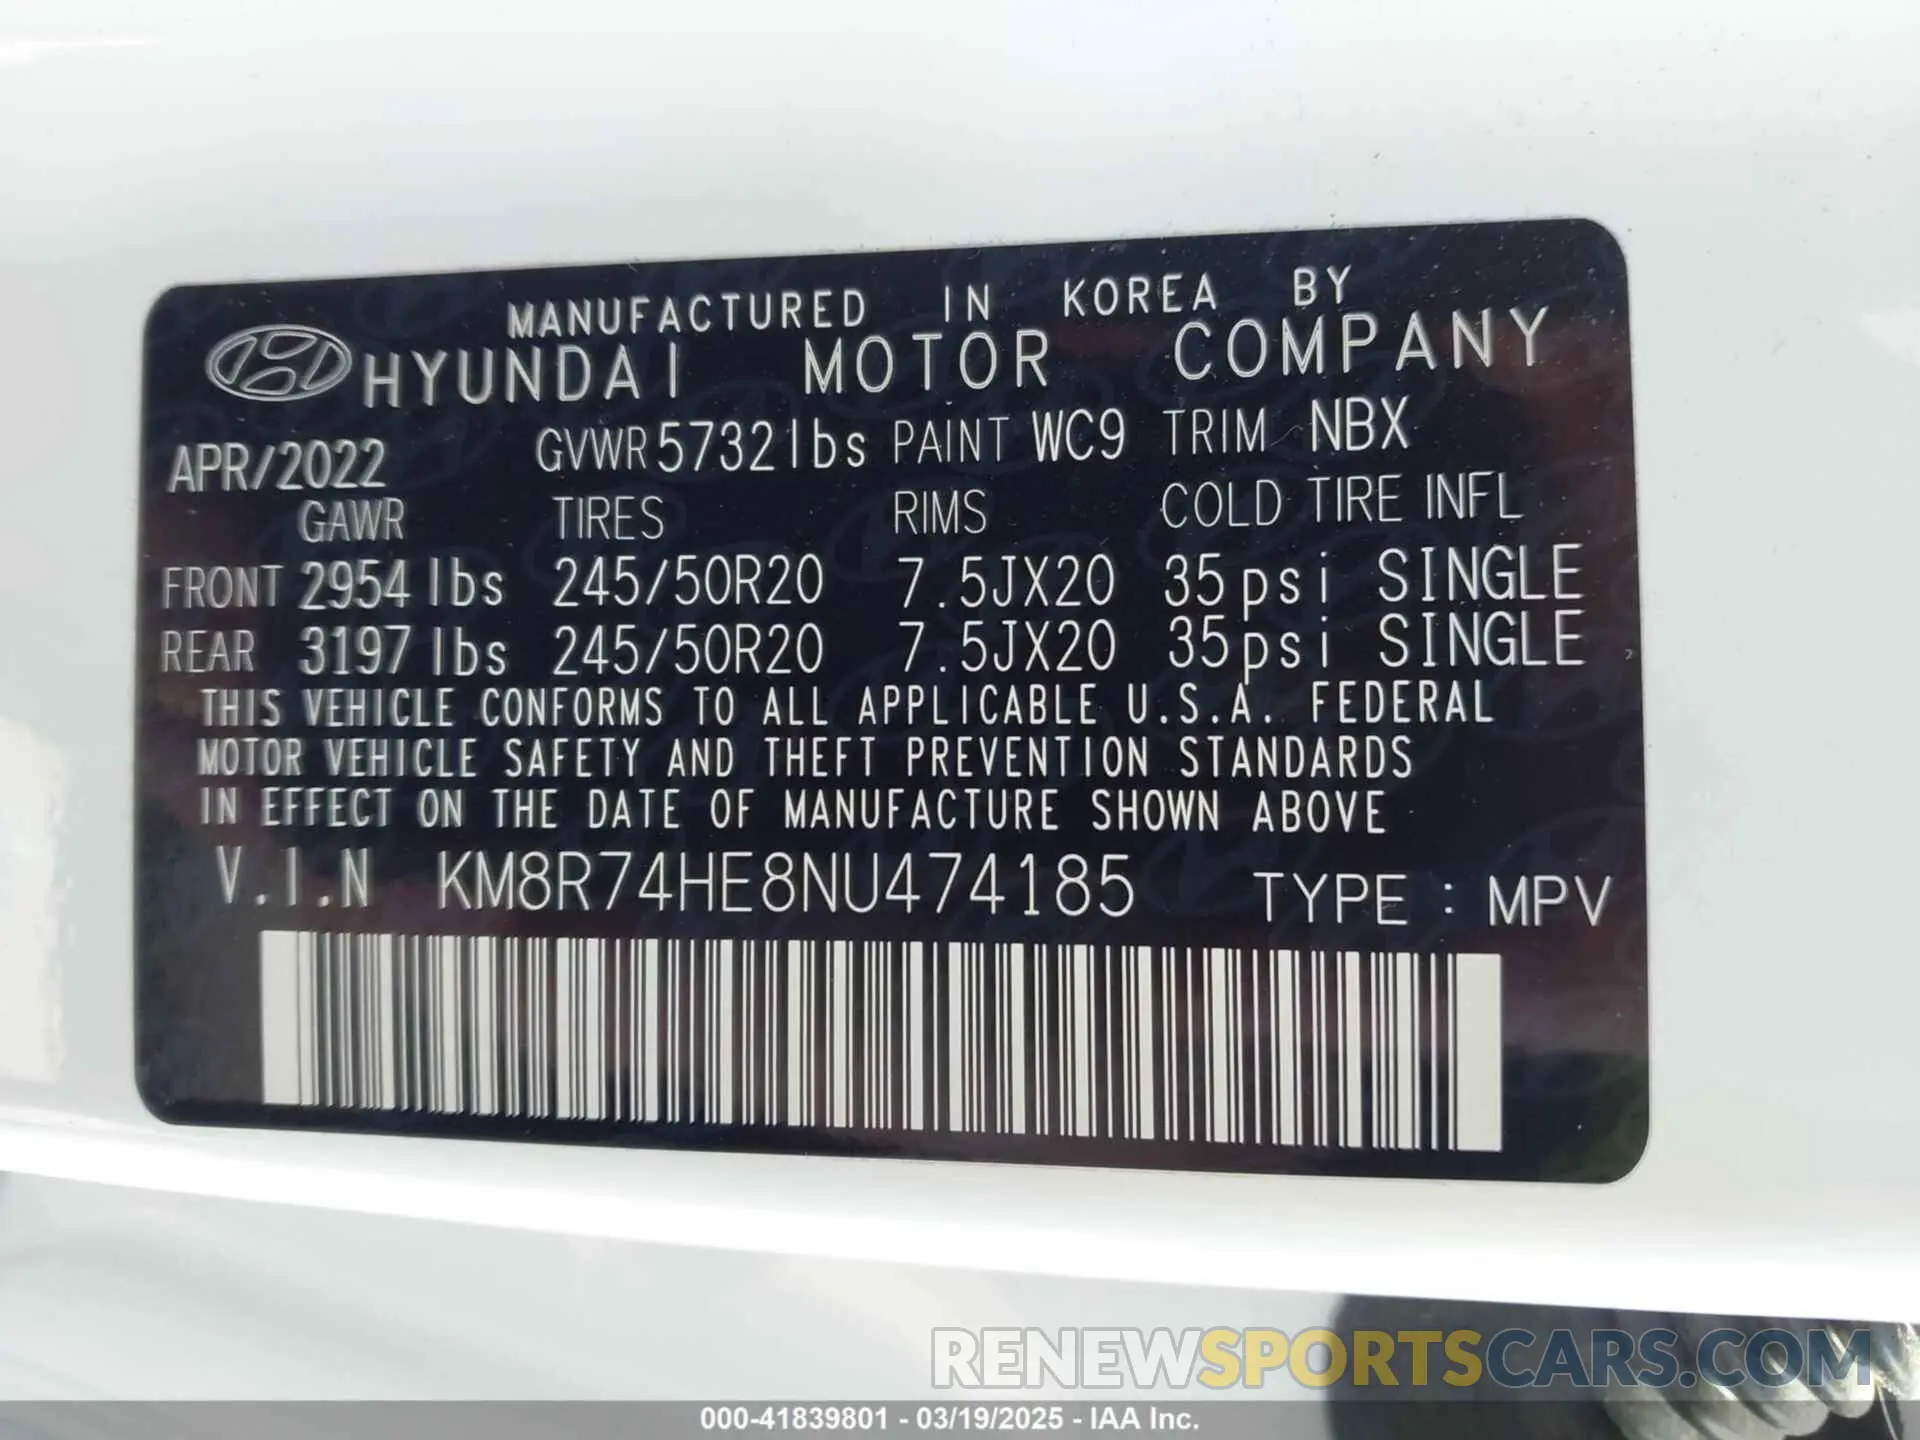 MANUFACTURED IN KOREA BY
HYUNDAI MOTOR COMPANY
APR/2022 GVWR 5732lbs PAINT WC9 TRIM NBX
GAWR TIRES RIMS COLD TIRE INFL
FRONT 2954 lbs 245/50R20 7.5JX20 35psi SINGLE
REAR 3197 lbs 245/50R20 7.5JX20 35psi SINGLE
THIS VEHICLE CONFORMS TO ALL APPLICABLE U.S.A. FEDERAL
MOTOR VEHICLE SAFETY AND THEFT PREVENTION STANDARDS
IN EFFECT ON THE DATE OF MANUFACTURE SHOWN ABOVE
V.I.N KM8R74HE8NU474185 TYPE : MPV
RENEWSPORTSCARS.COM
000-41839801 - 03/19/2025 - IAA Inc.